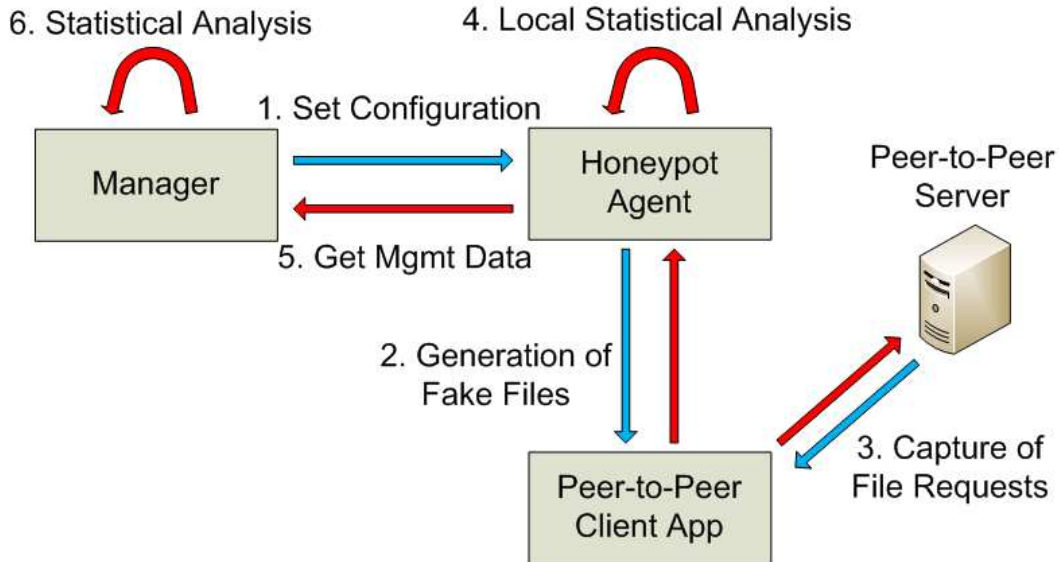 6. Statistical Analysis
4. Local Statistical Analysis
1. Set Configuration
Manager
Honeypot
Agent
Peer-to-Peer
Server
5. Get Mgmt Data
2. Generation of
Fake Files
3. Capture of
File Requests
Peer-to-Peer
Client App